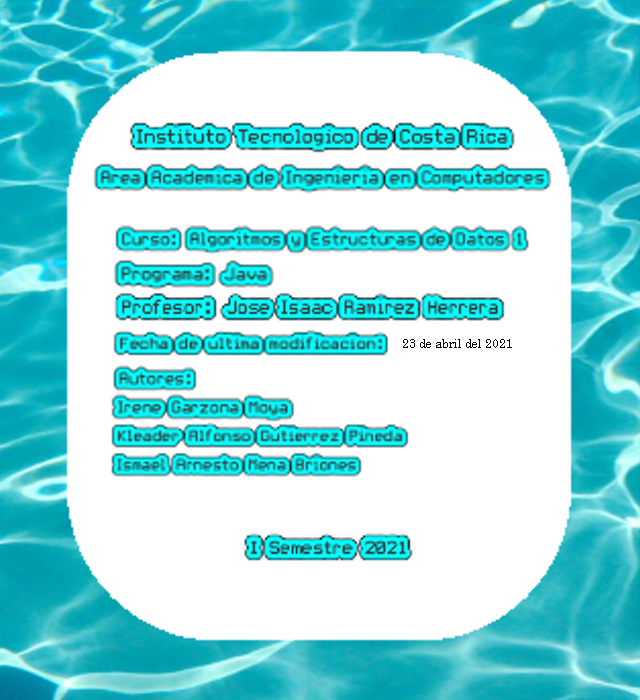 Instituto Tecnologico de Costa Rica
Area Academica de Ingenieria en Computadores
Curso: Algoritmos y Estructuras de Datos 1
Programa: Java
Profesor: Jose Isaac Ramirez Herrera
Fecha de ultima modificacion: 23 de abril del 2021
Autores:
Irene Garzona Moya
Kleader Alfonso Gutierrez Pineda
Ismael Arnesto Mena Briones
I Semestre 2021